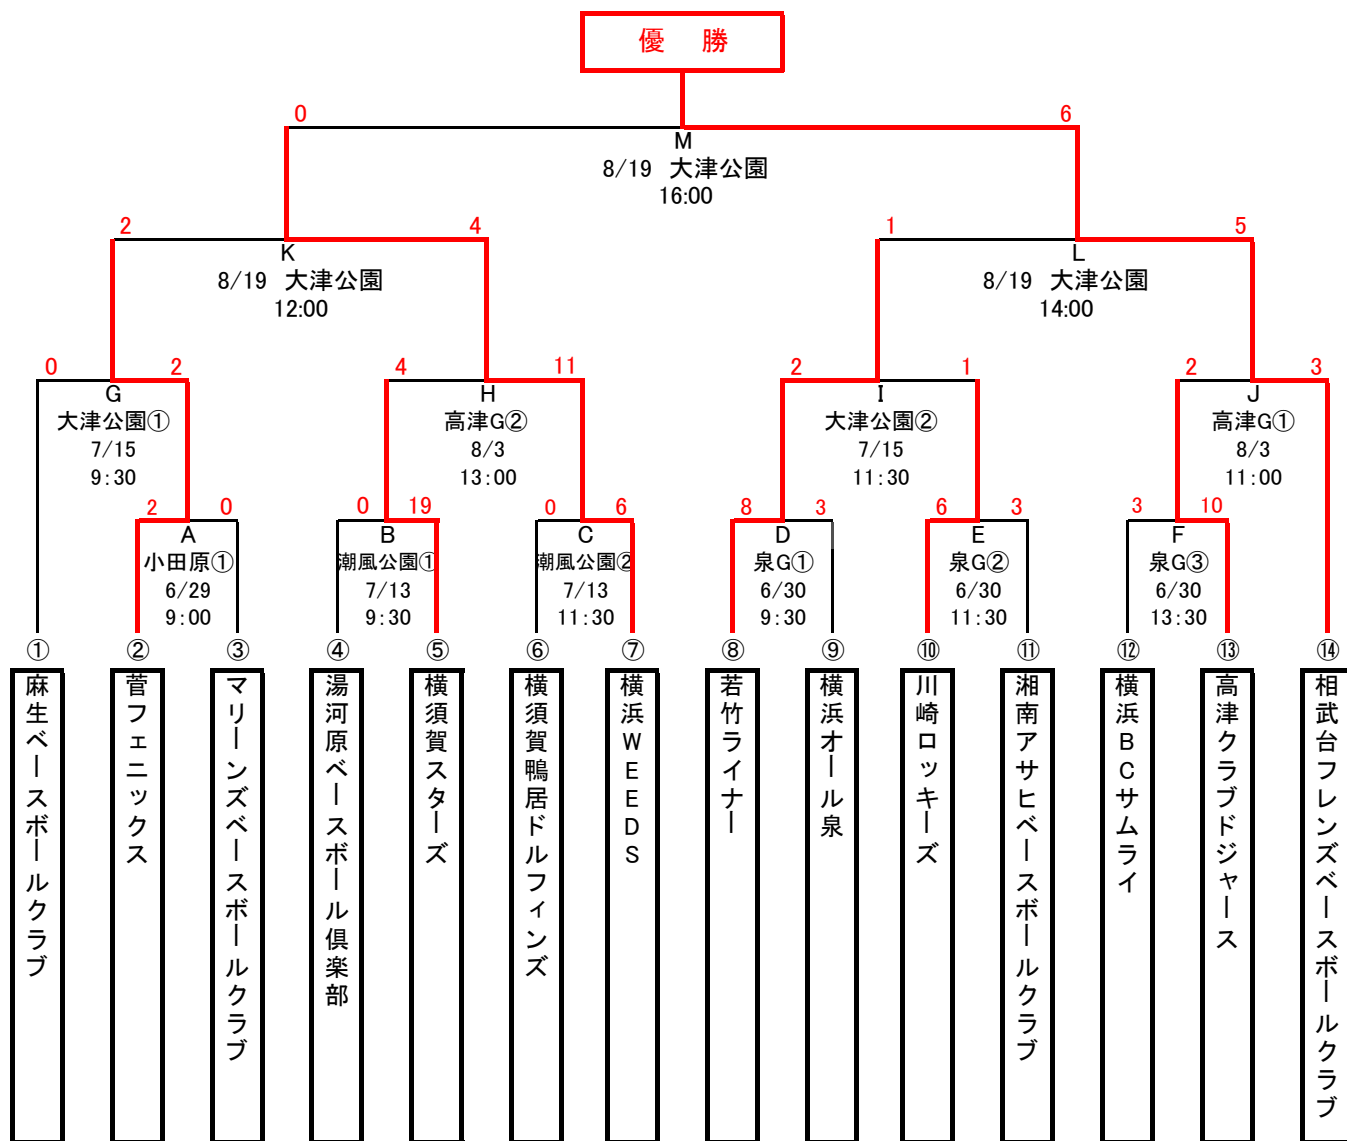 優 勝
0 6
M
8/19 大津公園
16:00
2 4 1 5
K L
8/19 大津公園 8/19 大津公園
12:00 14:00
0 2 4 11 2 1 2 3
G H I J
大津公園① 高津G② 大津公園② 高津G①
7/15 8/3 7/15 8/3
9:30 13:00 11:30 11:00
2 0 0 19 0 6 8 3 6 3 3 10
A B C D E F
小田原① 潮風公園① 潮風公園② 泉G① 泉G② 泉G③
6/29 7/13 7/13 6/30 6/30 6/30
9:00 9:30 11:30 9:30 11:30 13:30
① ② ③ ④ ⑤ ⑥ ⑦ ⑧ ⑨ ⑩ ⑪ ⑫ ⑬ ⑭
麻生ベースボールクラブ
菅フェニックス
マリーンズベースボールクラブ
湯河原ベースボール倶楽部
横須賀スターズ
横須賀鴨居ドルフィンズ
横浜WEEDS
若竹ライナー
横浜オール泉
川崎ロッキーズ
湘南アサヒベースボールクラブ
横浜BCサムライ
高津クラブドジャース
相武台フレンズベースボールクラブ